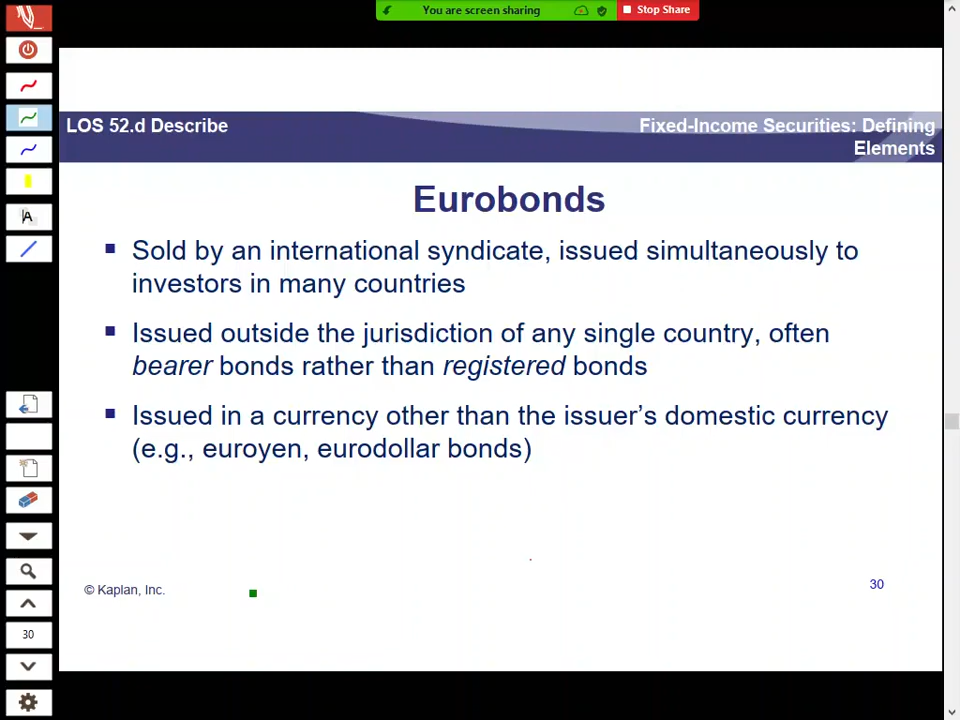 You are screen sharing
Stop Share
LOS 52.d Describe
Fixed-Income Securities: Defining
Elements
Eurobonds
Sold by an international syndicate, issued simultaneously to
investors in many countries
Issued outside the jurisdiction of any single country, often
bearer bonds rather than registered bonds
Issued in a currency other than the issuer's domestic currency
(e.g., euroyen, eurodollar bonds)
© Kaplan, Inc.
30
A
30